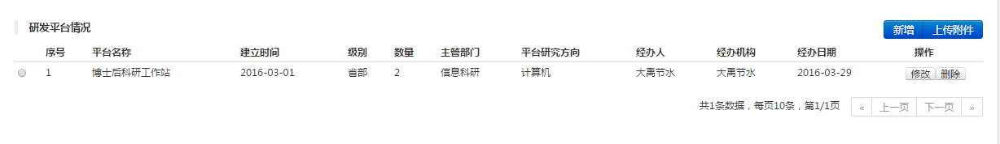 研发平台情况
新增 上传附件
序号 平台名称 建立时间 级别 数量 主管部门 平台研究方向 经办人 经办机构 经办日期 操作
1 博士后科研工作站 2016-03-01 省部 2 信息科研 计算机 大禹节水 大禹节水 2016-03-29 修改 删除
共1条数据，每页10条，第1/1页 « 上一页 下一页 »